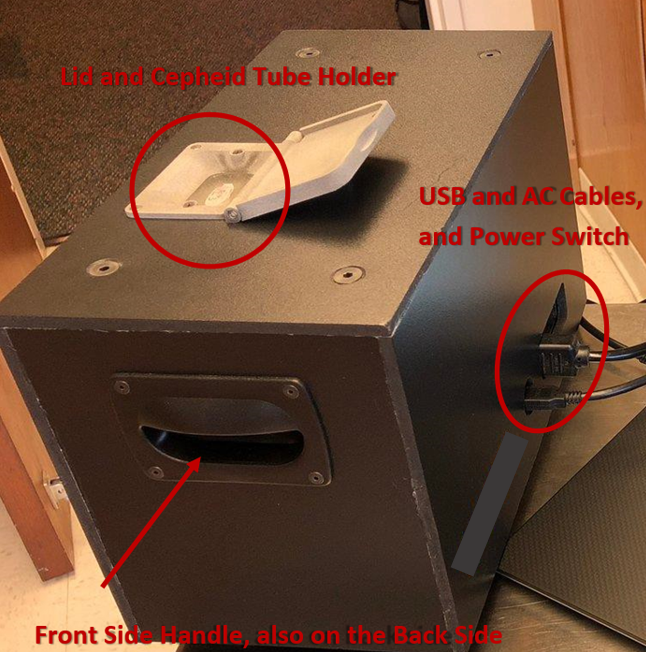 Lid and Cepheid Tube Holder
USB and AC Cables,
and Power Switch
Front Side Handle, also on the Back Side